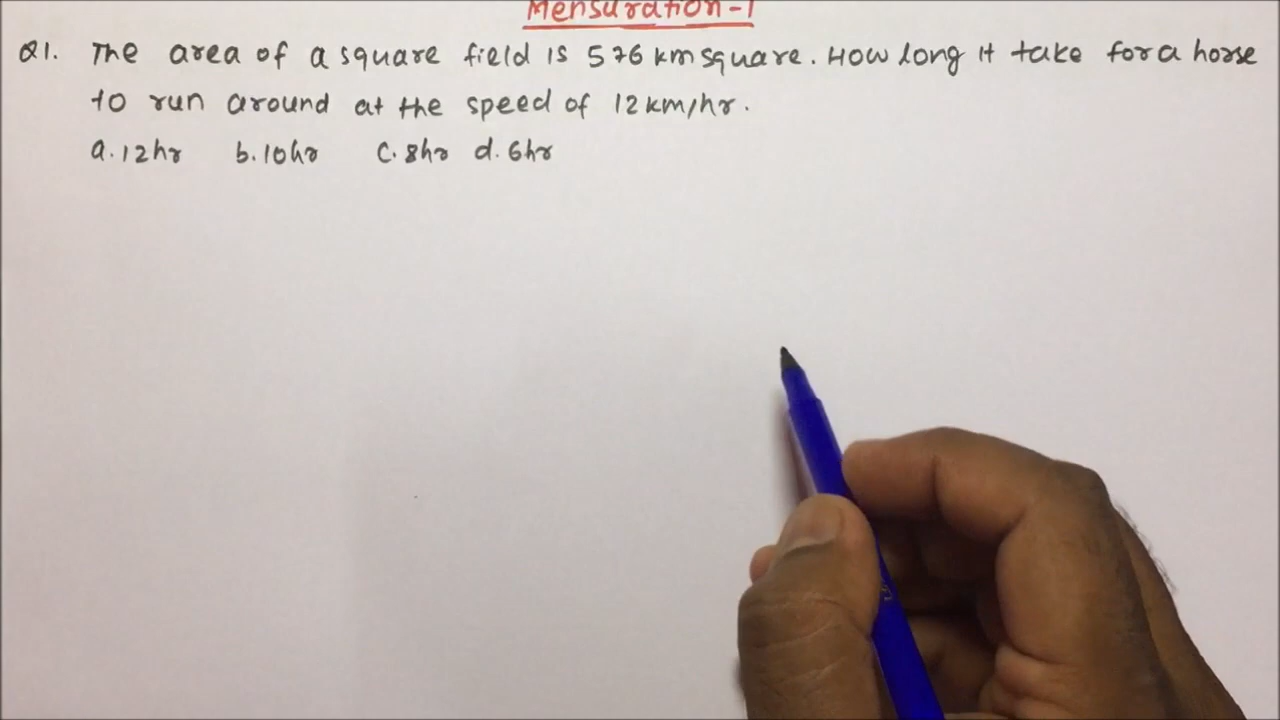 Mensuration-1
Q1. The area of a square field is 576 km square. How long it take for a horse
to run around at the speed of 12 km/hr.
a. 12hr b. 10hr c. 8hr d. 6hr